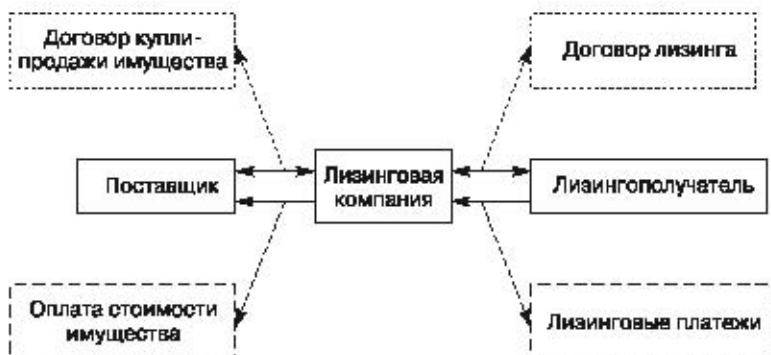 Договор купли-
продажи имущества
Договор лизинга
Поставщик
Лизинговая
компания
Лизингополучатель
Оплата стоимости
имущества
Лизинговые платежи